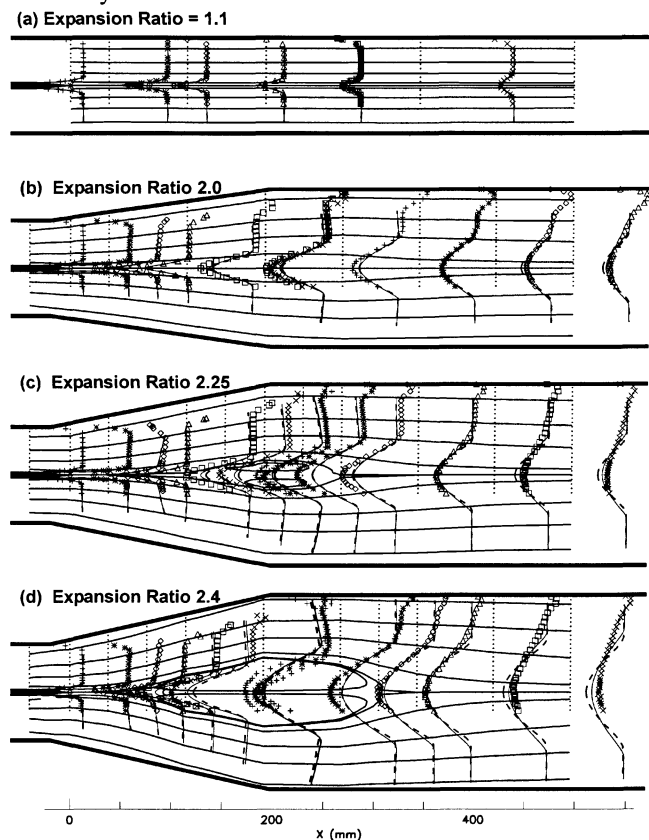 (a) Expansion Ratio = 1.1
(b) Expansion Ratio 2.0
(c) Expansion Ratio 2.25
(d) Expansion Ratio 2.4
0 200 400
x (mm)